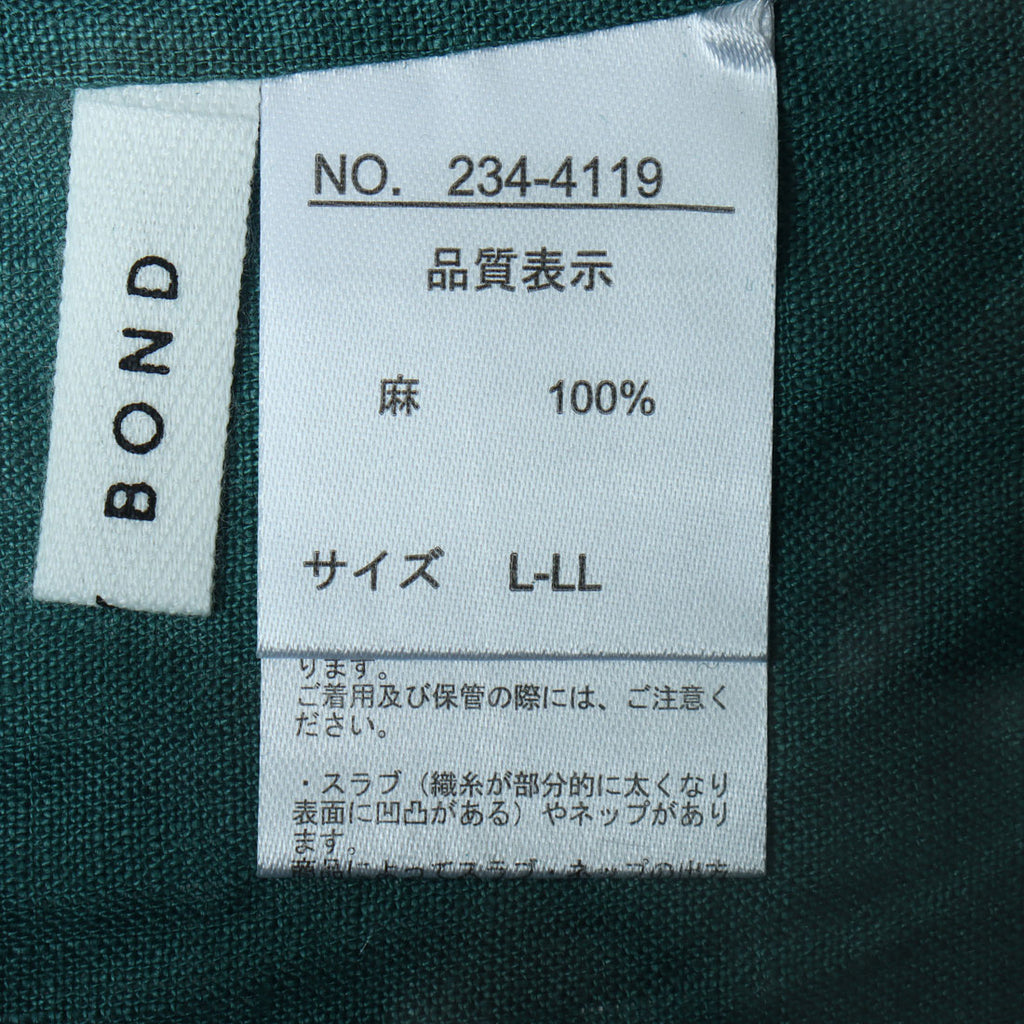 BOND
NO. 234-4119
品質表示
麻 100%
サイズ L-LL
ります。
ご着用及び保管の際には、ご注意く
ださい。
・スラブ（織糸が部分的に太くなり
表面に凹凸がある）やネップがあり
ます。